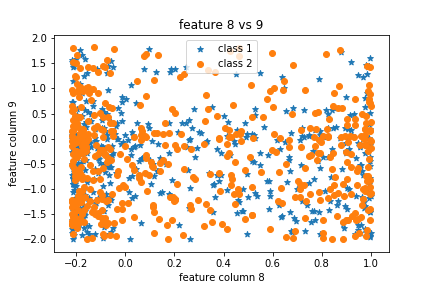 feature 8 vs 9
class 1
class 2
2.0
1.5
1.0
0.5
0.0
−0.5
−1.0
−1.5
−2.0
feature column 9
−0.2 0.0 0.2 0.4 0.6 0.8 1.0
feature column 8